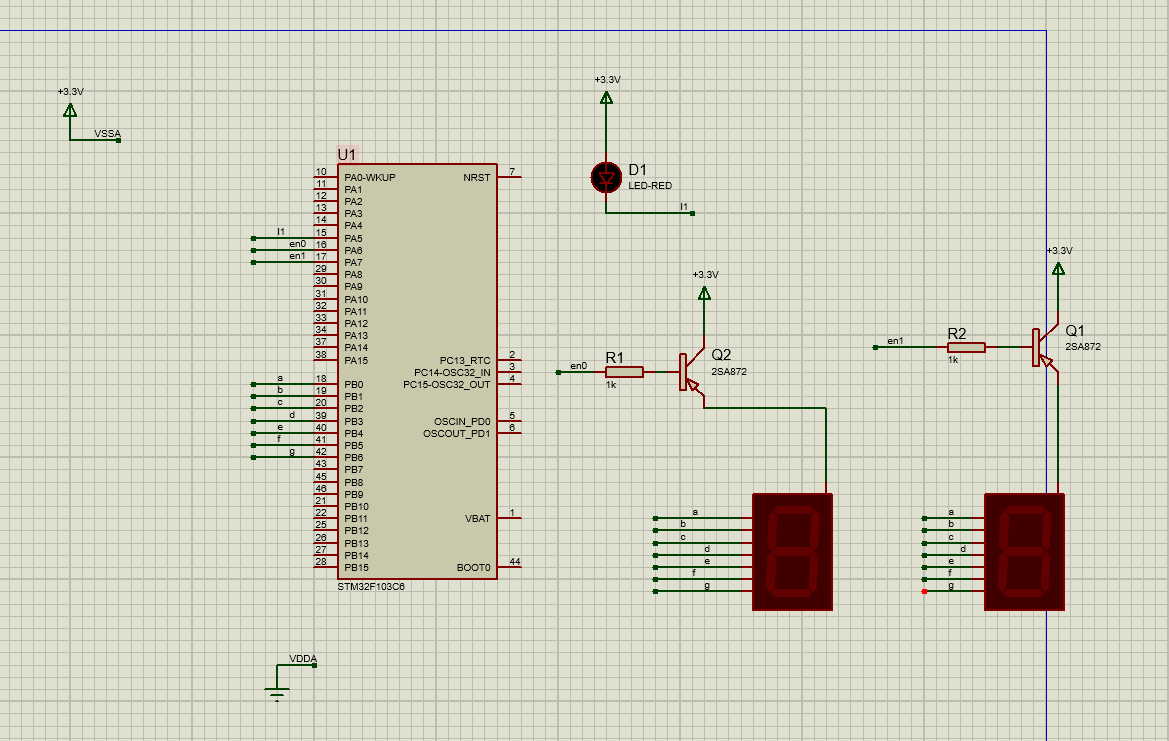 +3.3V
VSSA
+3.3V
D1
LED-RED
l1
U1
10 PA0-WKUP NRST 7
11 PA1
12 PA2
13 PA3
14 PA4
l1 15 PA5
en0 16 PA6
en1 17 PA7
29 PA8
30 PA9
31 PA10
32 PA11
33 PA12
34 PA13
37 PA14
38 PA15 PC13_RTC 2
PC14-OSC32_IN 3
a 18 PB0 PC15-OSC32_OUT 4
b 19 PB1
c 20 PB2
d 39 PB3 OSCIN_PD0 5
e 40 PB4 OSCOUT_PD1 6
f 41 PB5
g 42 PB6
43 PB7
45 PB8
46 PB9
21 PB10
22 PB11 VBAT 1
25 PB12
26 PB13
27 PB14
28 PB15 BOOT0 44
STM32F103C6
+3.3V
en0
R1
1k
Q2
2SA872
+3.3V
en1
R2
1k
Q1
2SA872
a
b
c
d
e
f
g
a
b
c
d
e
f
g
VDDA